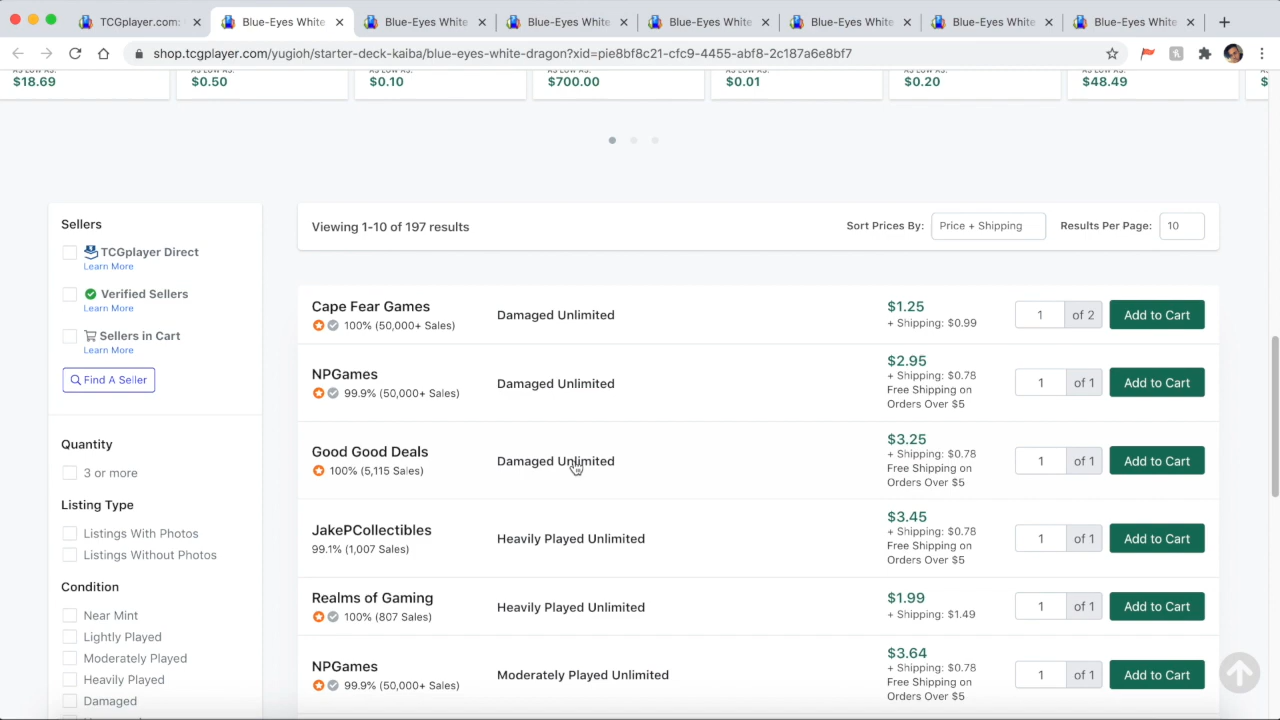 TCGplayer.com:
Blue-Eyes White
Blue-Eyes White
Blue-Eyes White
Blue-Eyes White
Blue-Eyes White
Blue-Eyes White
Blue-Eyes White
shop.tcgplayer.com/yugioh/starter-deck-kaiba/blue-eyes-white-dragon?xid=pie8bf8c21-cfc9-4455-abf8-2c187a6e8bf7
$18.69
$0.50
$0.10
$700.00
$0.01
$0.20
$48.49
Sellers
TCGplayer Direct
Learn More
Verified Sellers
Learn More
Sellers in Cart
Learn More
Find A Seller
Quantity
3 or more
Listing Type
Listings With Photos
Listings Without Photos
Condition
Near Mint
Lightly Played
Moderately Played
Heavily Played
Damaged
Viewing 1-10 of 197 results
Sort Prices By: Price + Shipping
Results Per Page: 10
Cape Fear Games
100% (50,000+ Sales)
Damaged Unlimited
$1.25
+ Shipping: $0.99
1 of 2
Add to Cart
NPGames
99.9% (50,000+ Sales)
Damaged Unlimited
$2.95
+ Shipping: $0.78
Free Shipping on
Orders Over $5
1 of 1
Add to Cart
Good Good Deals
100% (5,115 Sales)
Damaged Unlimited
$3.25
+ Shipping: $0.78
Free Shipping on
Orders Over $5
1 of 1
Add to Cart
JakePCollectibles
99.1% (1,007 Sales)
Heavily Played Unlimited
$3.45
+ Shipping: $0.78
Free Shipping on
Orders Over $5
1 of 1
Add to Cart
Realms of Gaming
100% (807 Sales)
Heavily Played Unlimited
$1.99
+ Shipping: $1.49
1 of 1
Add to Cart
NPGames
99.9% (50,000+ Sales)
Moderately Played Unlimited
$3.64
+ Shipping: $0.78
Free Shipping on
Orders Over $5
1 of 1
Add to Cart